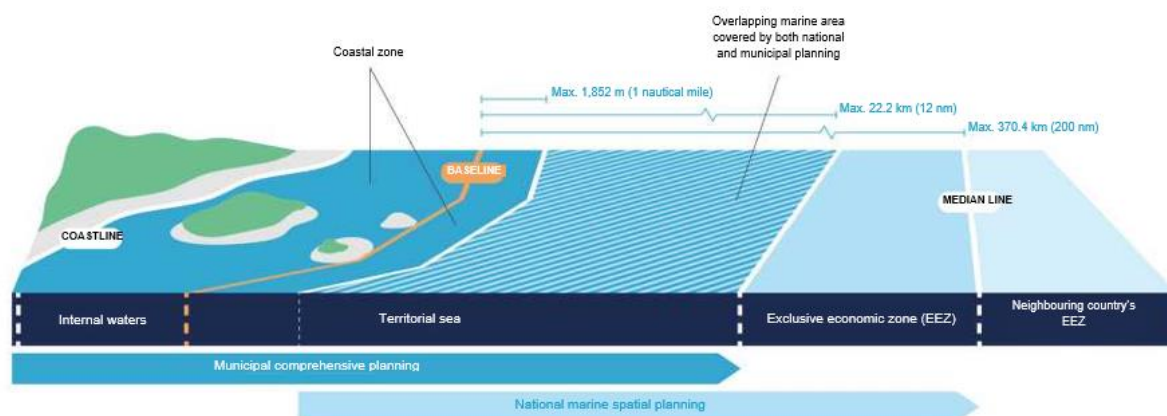 Overlapping marine area
covered by both national
and municipal planning
Coastal zone
Max. 1,852 m (1 nautical mile)
Max. 22.2 km (12 nm)
Max. 370.4 km (200 nm)
BASELINE
MEDIAN LINE
COASTLINE
Internal waters
Territorial sea
Exclusive economic zone (EEZ)
Neighbouring country's
EEZ
Municipal comprehensive planning
National marine spatial planning